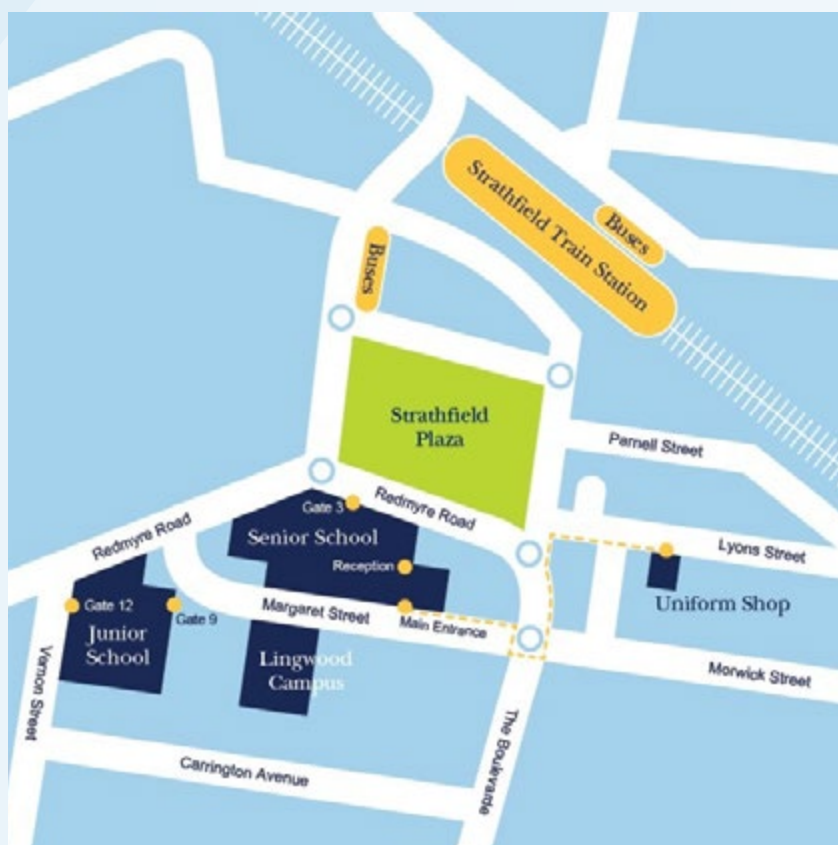 Strathfield Train Station
Buses
Buses
Strathfield
Plaza
Parnell Street
Redmyre Road
Gate 3
Senior School
Redmyre Road
Lyons Street
Reception
Uniform Shop
Gate 12
Gate 9
Margaret Street
Main Entrance
Junior
School
Lingwood
Campus
Morwick Street
Vernon Street
The Boulevarde
Carrington Avenue